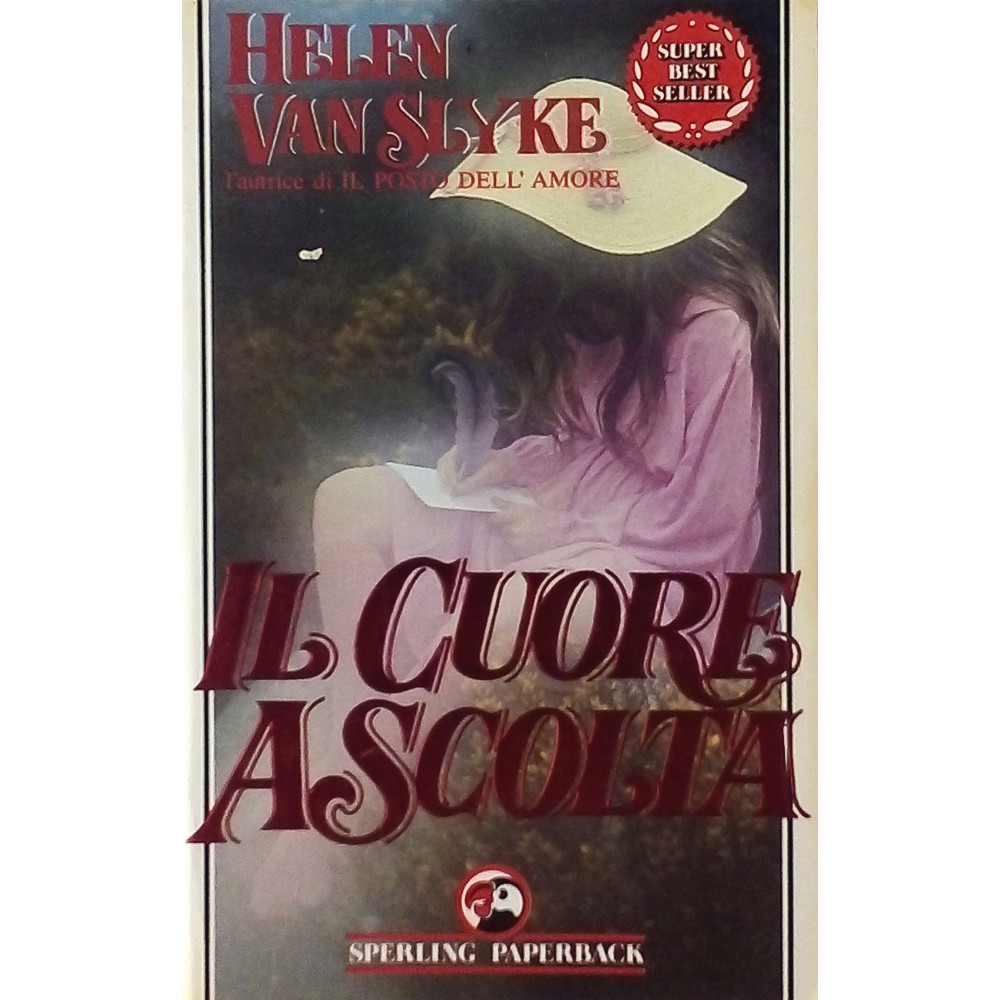 HELEN
VAN SLYKE
l'autrice di IL POSTO DELL' AMORE
SUPER
BEST
SELLER
IL CUORE
ASCOLTA
SPERLING PAPERBACK